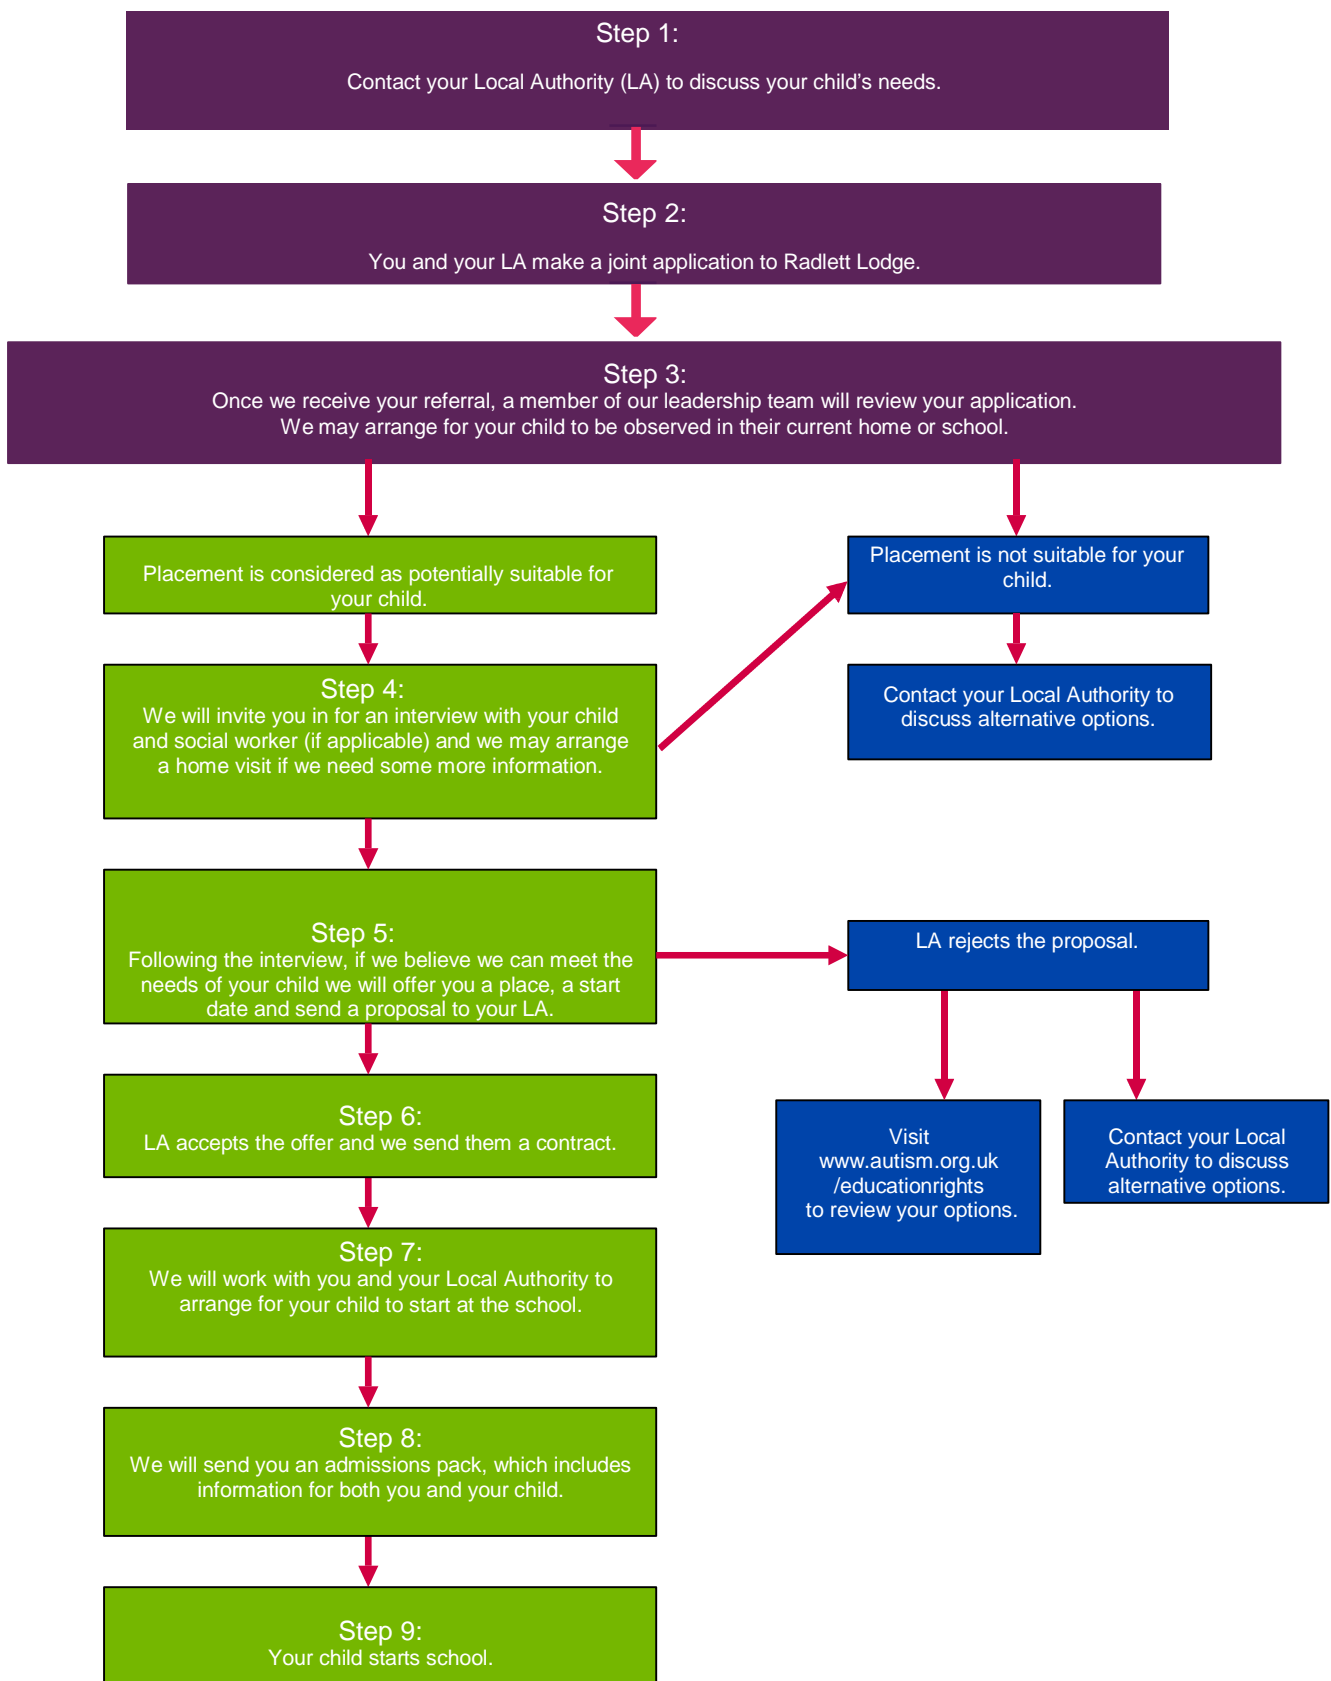 Step 1:
Contact your Local Authority (LA) to discuss your child's needs.
Step 2:
You and your LA make a joint application to Radlett Lodge.
Step 3:
Once we receive your referral, a member of our leadership team will review your application.
We may arrange for your child to be observed in their current home or school.
Placement is considered as potentially suitable for
your child.
Placement is not suitable for your
child.
Step 4:
We will invite you in for an interview with your child
and social worker (if applicable) and we may arrange
a home visit if we need some more information.
Contact your Local Authority to
discuss alternative options.
Step 5:
Following the interview, if we believe we can meet the
needs of your child we will offer you a place, a start
date and send a proposal to your LA.
LA rejects the proposal.
Step 6:
LA accepts the offer and we send them a contract.
Visit
www.autism.org.uk
/educationrights
to review your options.
Contact your Local
Authority to discuss
alternative options.
Step 7:
We will work with you and your Local Authority to
arrange for your child to start at the school.
Step 8:
We will send you an admissions pack, which includes
information for both you and your child.
Step 9:
Your child starts school.